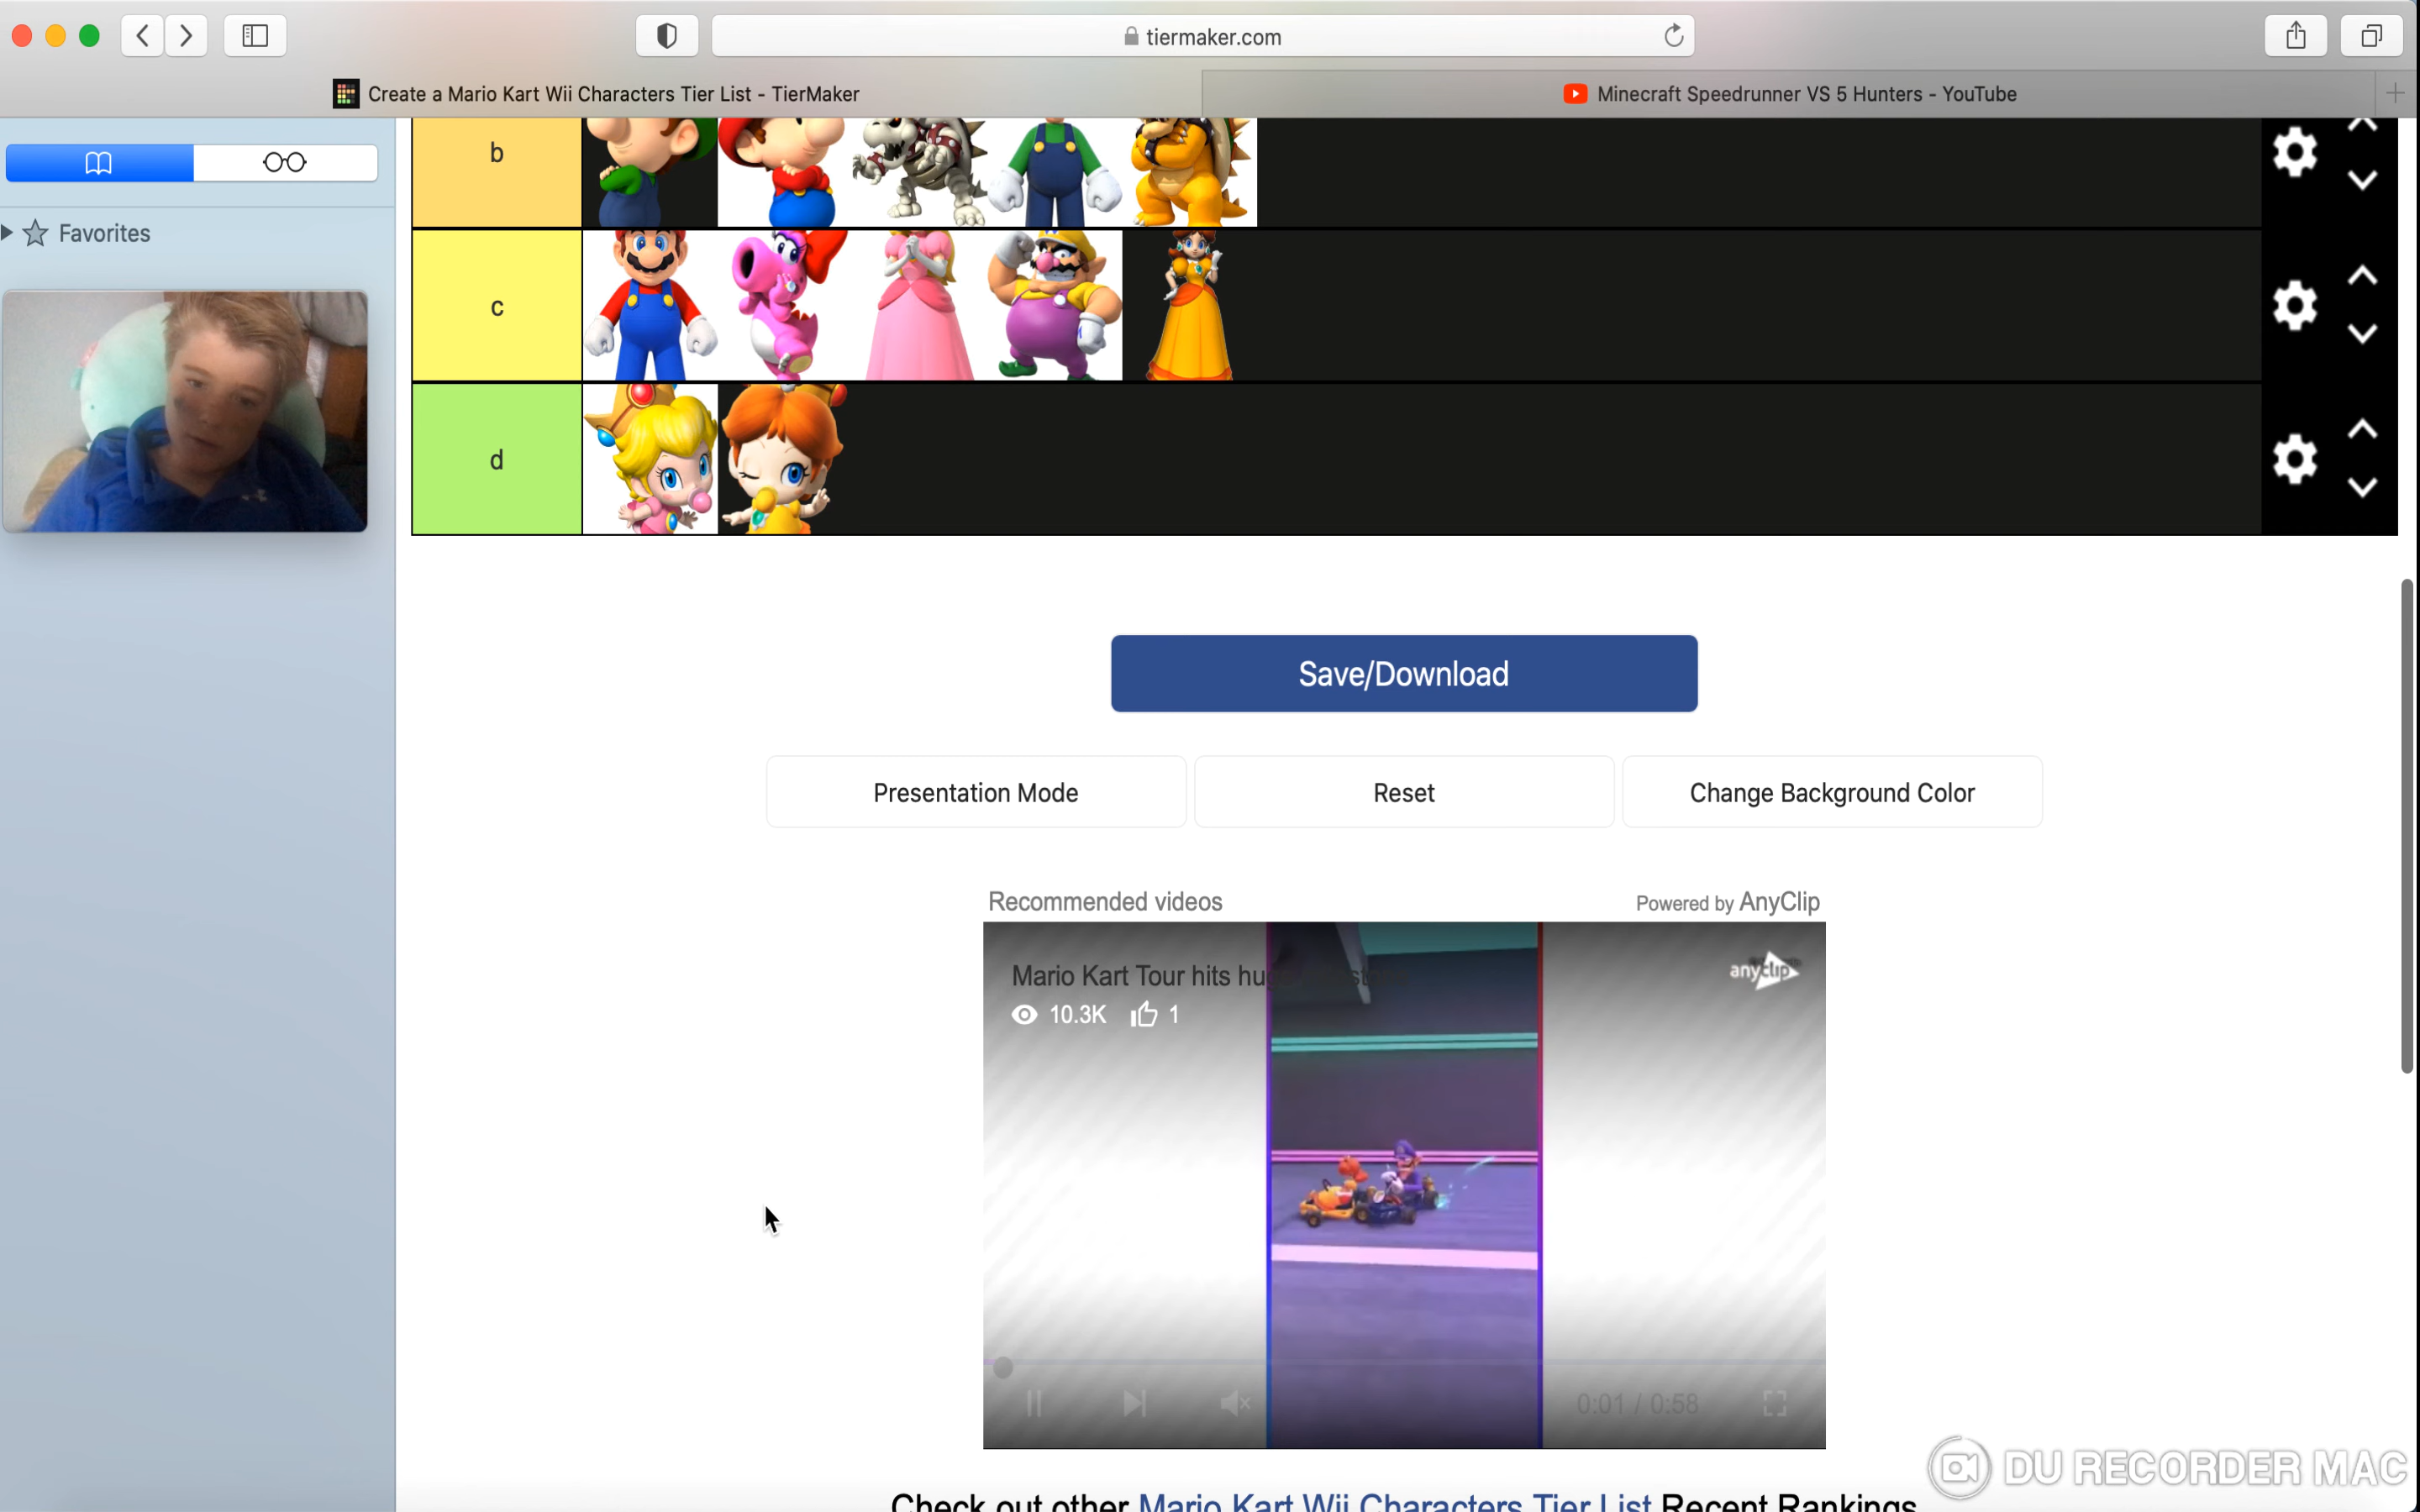 tiermaker.com
Create a Mario Kart Wii Characters Tier List - TierMaker
Minecraft Speedrunner VS 5 Hunters - YouTube
Favorites
b
c
d
Save/Download
Presentation Mode
Reset
Change Background Color
Recommended videos
Powered by AnyClip
Mario Kart Tour hits
anyclip
10.3K
1
0:01 / 0:58
DU RECORDER MAC
Check out other Mario Kart Wii Characters Tier List Recent Rankings